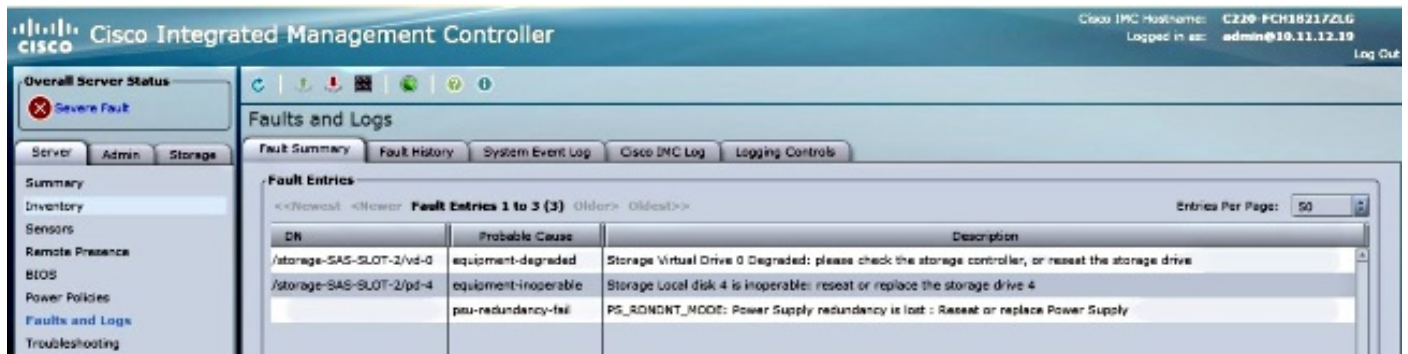 Cisco IMC Hostname: C220-FCH18217ZLG
CISCO Cisco Integrated Management Controller
Logged in as: admin@10.11.12.19
Log Out
Overall Server Status
Severe Fault
Faults and Logs
Server Admin Storage
Fault Summary Fault History System Event Log Cisco IMC Log Logging Controls
Summary
Inventory
Sensors
Remote Presence
BIOS
Power Policies
Faults and Logs
Troubleshooting
Fault Entries
<<Newest <Newer Fault Entries 1 to 3 (3) Older> Oldest>>
Entries Per Page: 50
DN Probable Cause Description
/storage-SAS-SLOT-2/vd-0 equipment-degraded Storage Virtual Drive 0 Degraded: please check the storage controller, or reseat the storage drive
/storage-SAS-SLOT-2/pd-4 equipment-inoperable Storage Local disk 4 is inoperable: reseat or replace the storage drive 4
psu-redundancy-fail PS_RDNDNT_MODE: Power Supply redundancy is lost : Reseat or replace Power Supply